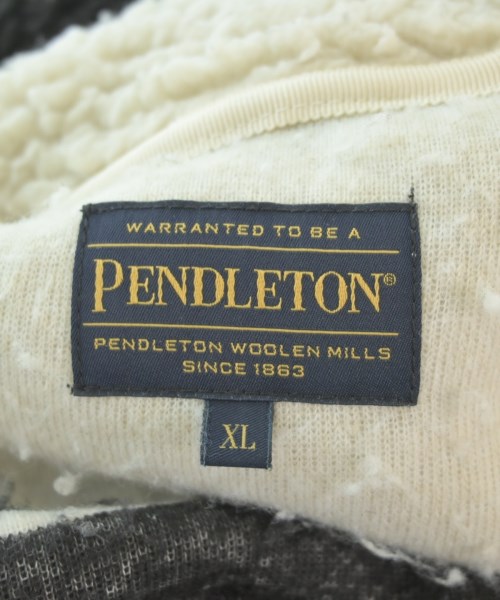 WARRANTED TO BE A
PENDLETON®
PENDLETON WOOLEN MILLS
SINCE 1863
XL